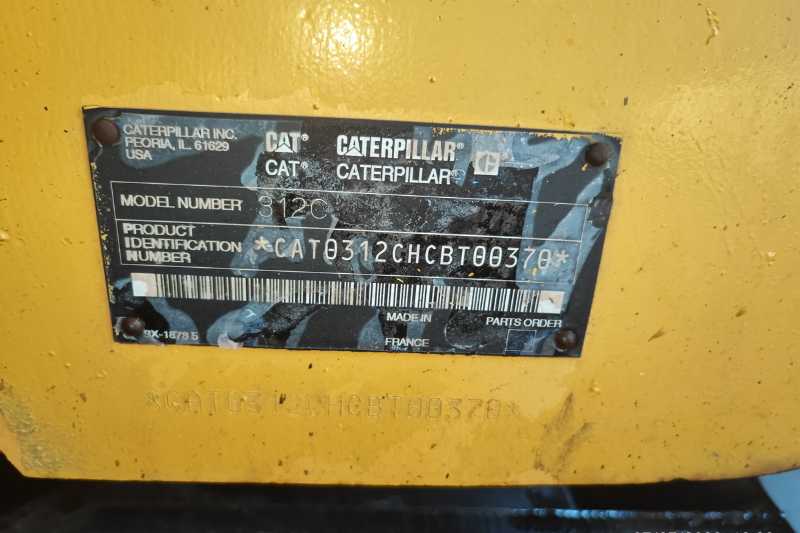 CATERPILLAR INC.
PEORIA, IL. 61629
USA
CAT® CATERPILLAR®
CAT® CATERPILLAR®
MODEL NUMBER 312C
PRODUCT
IDENTIFICATION
NUMBER
*CAT0312CHCBT00370*
MADE IN
FRANCE
PARTS ORDER
*CAT0312CHCBT00370*